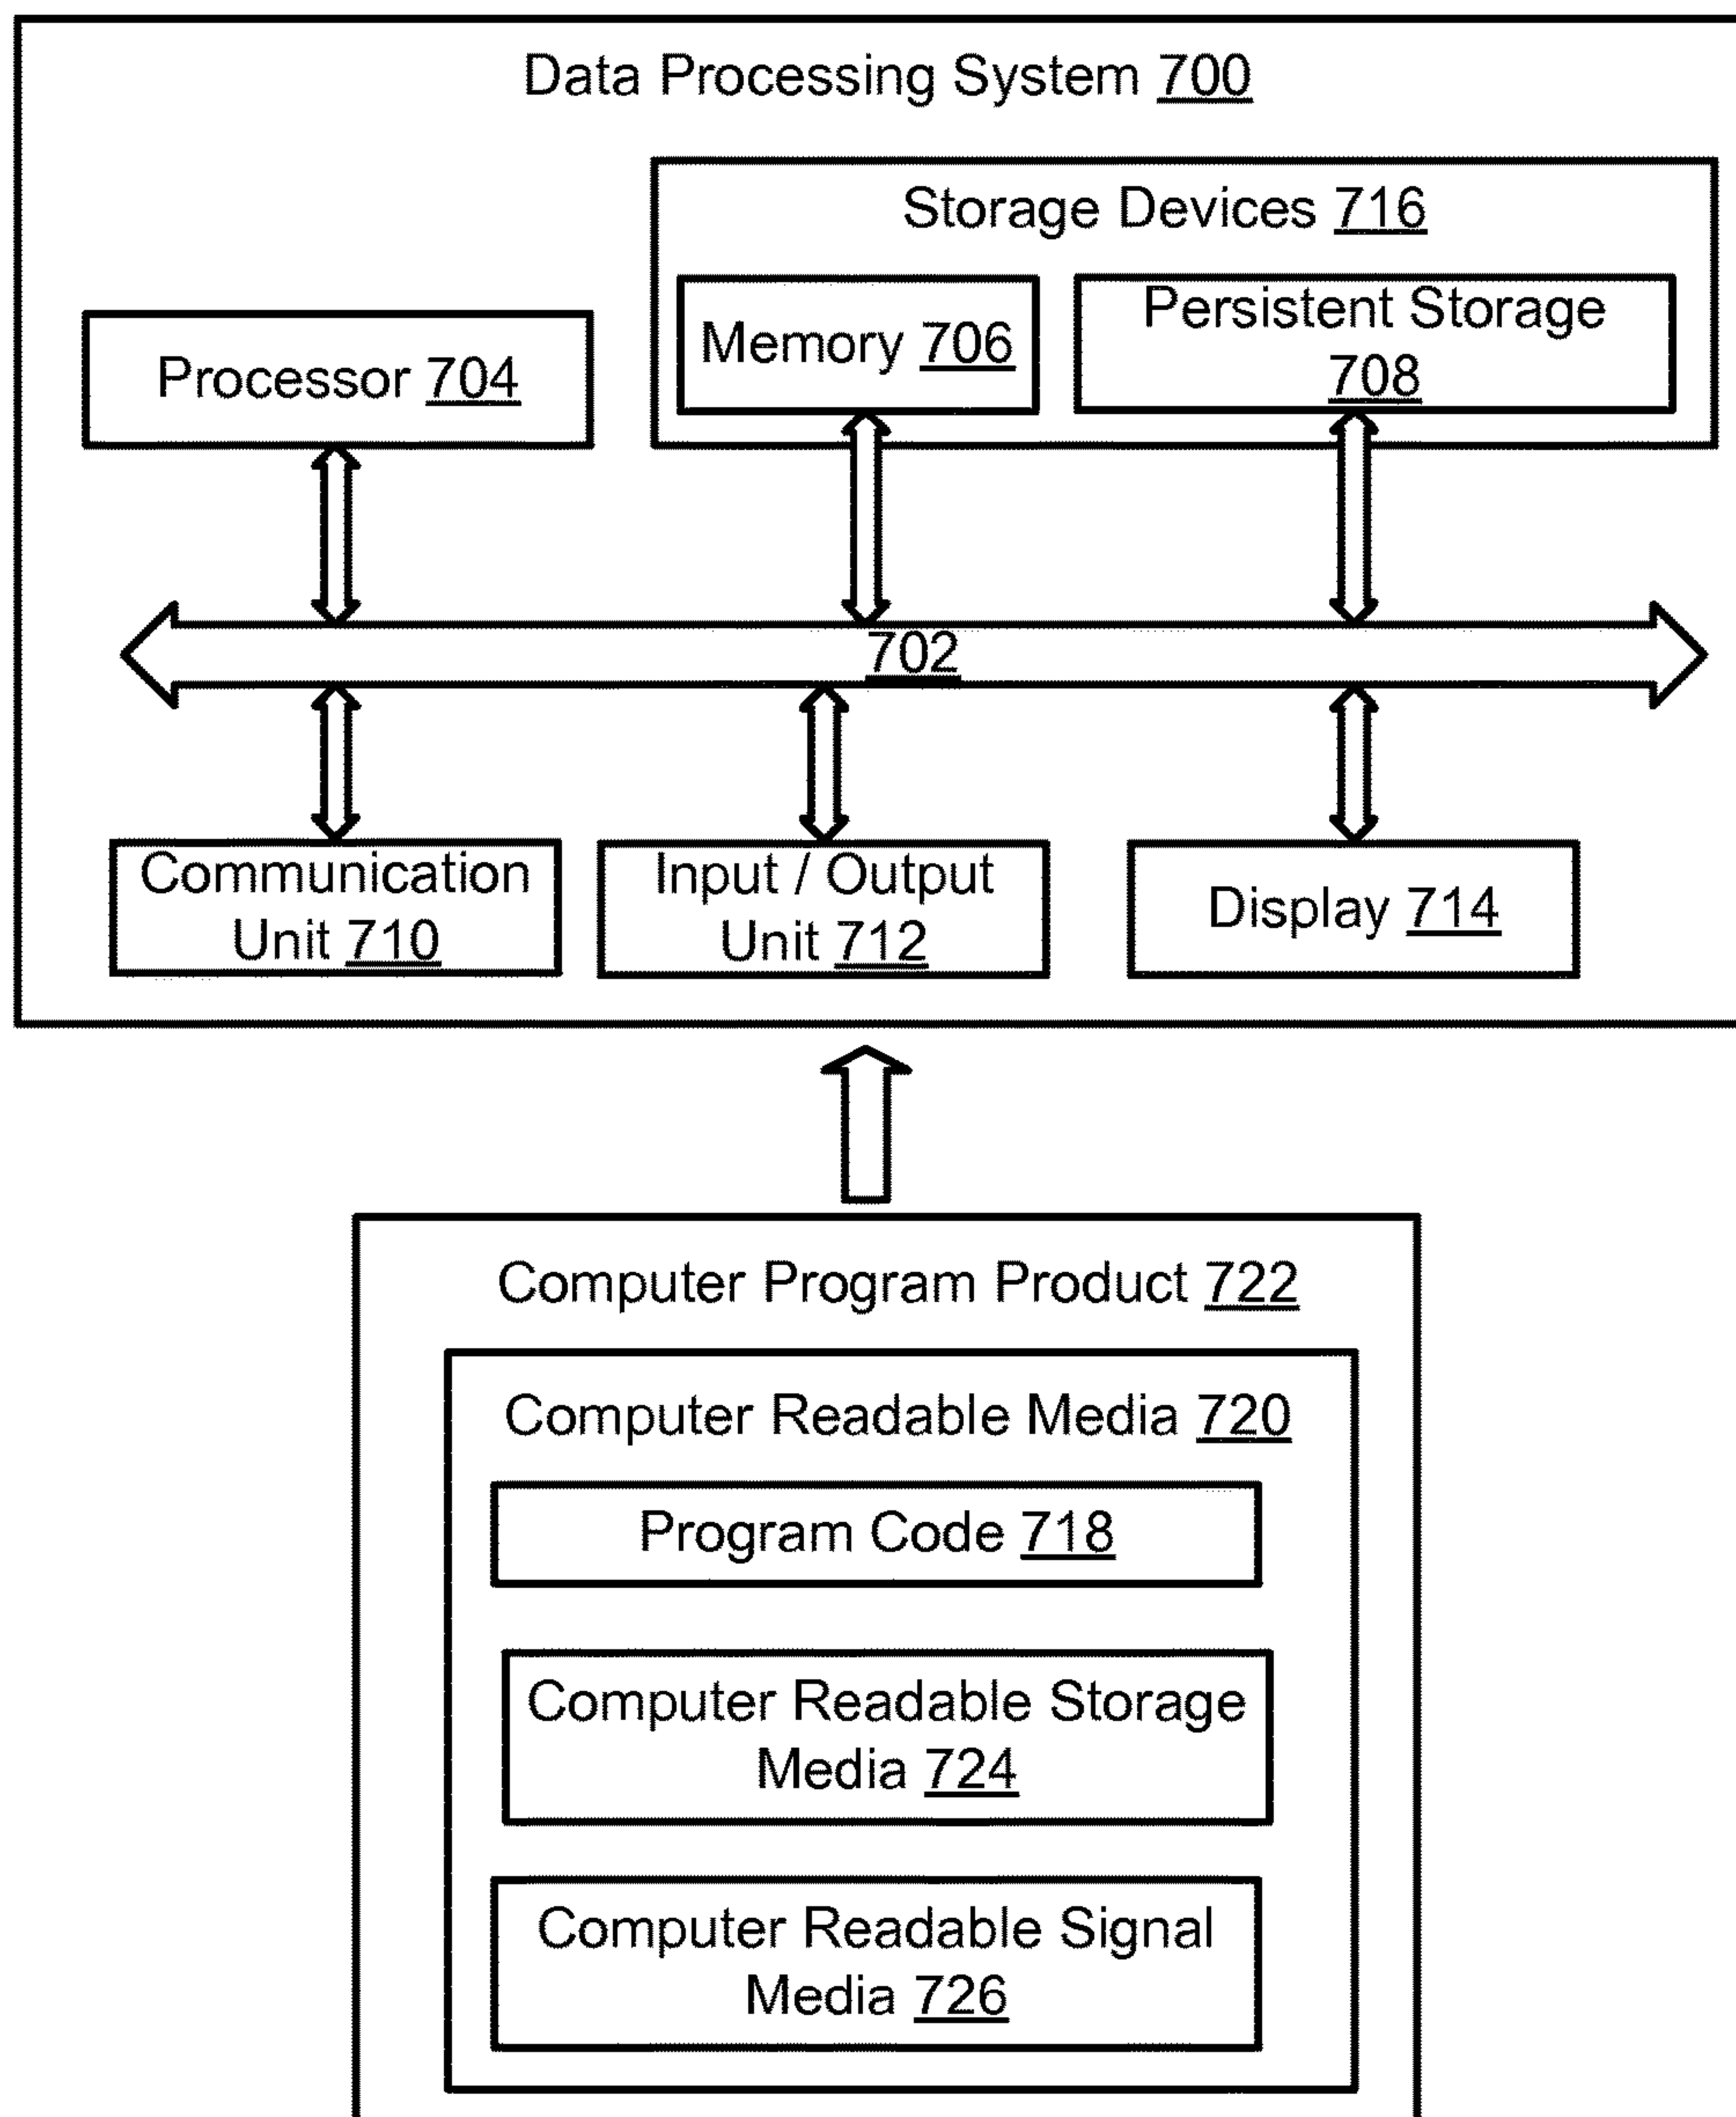 Data Processing System 700
Storage Devices 716
Processor 704
Memory 706
Persistent Storage
708
702
Communication
Unit 710
Input / Output
Unit 712
Display 714
Computer Program Product 722
Computer Readable Media 720
Program Code 718
Computer Readable Storage
Media 724
Computer Readable Signal
Media 726